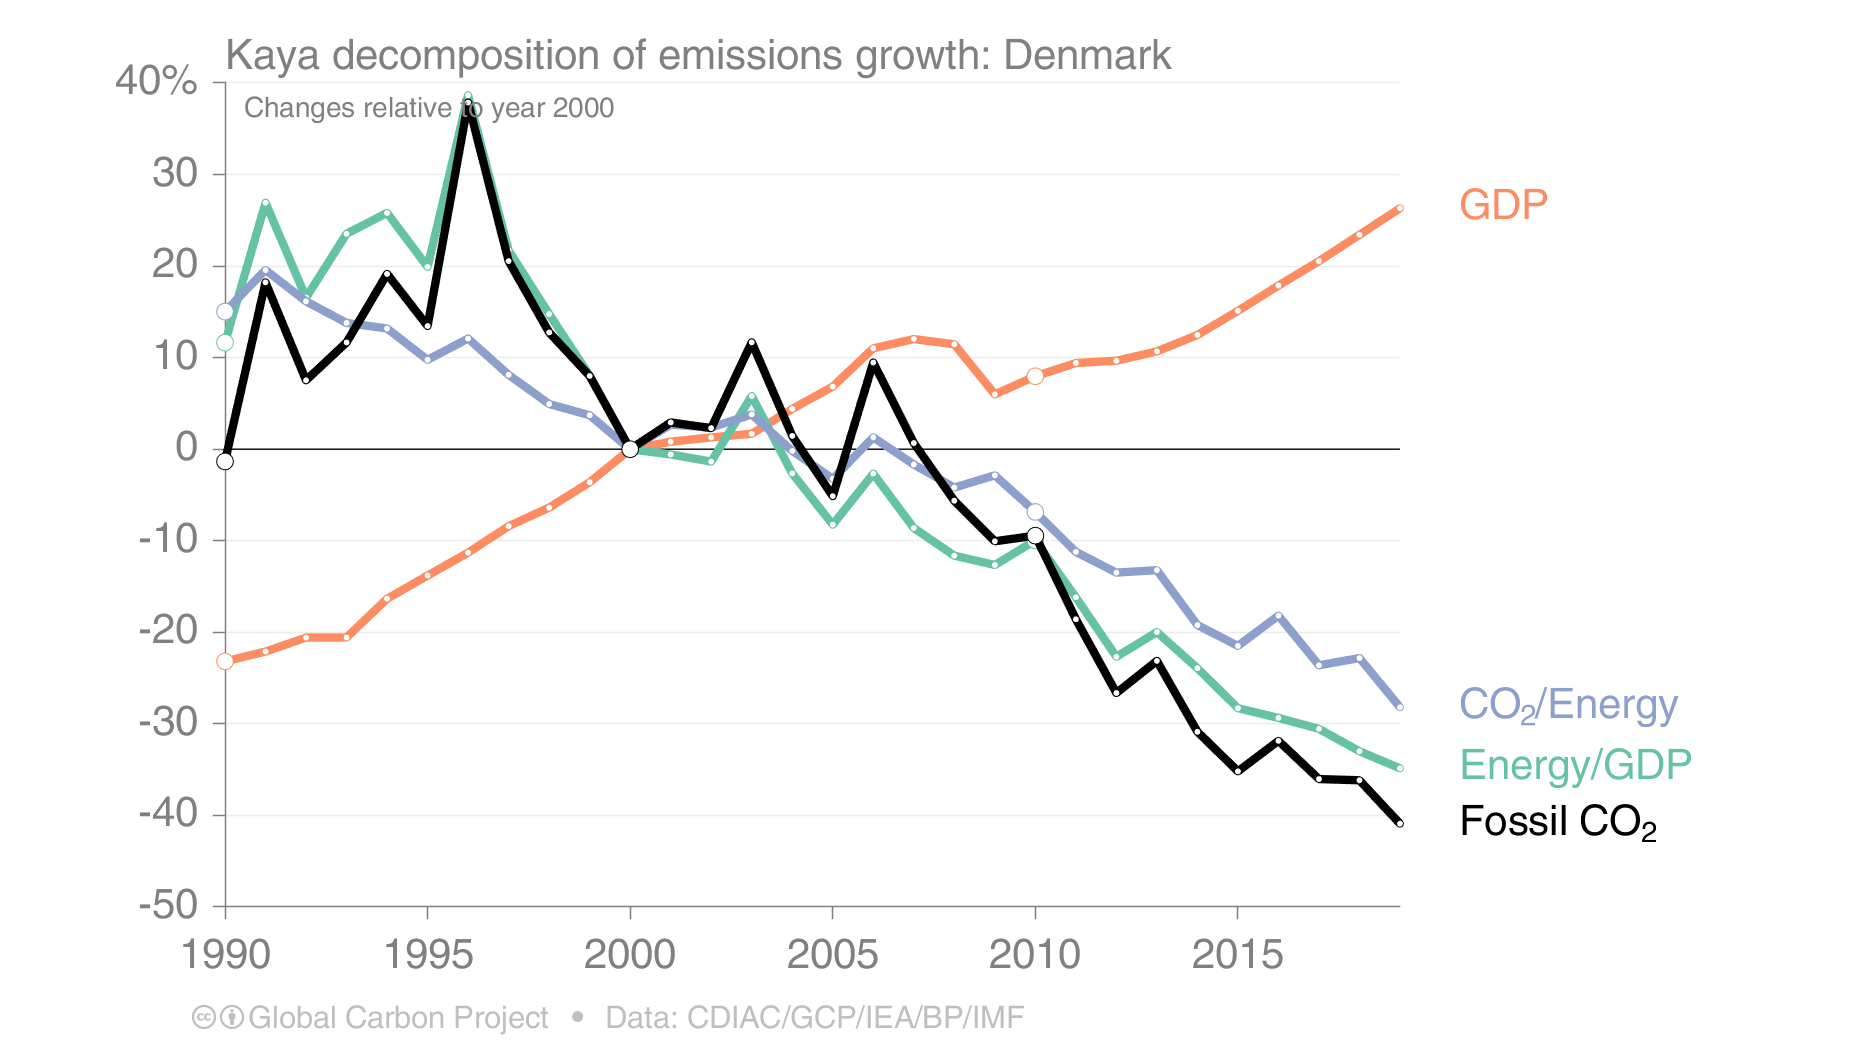 Kaya decomposition of emissions growth: Denmark
40%
Changes relative to year 2000
30
20
10
0
-10
-20
-30
-40
-50
GDP
CO₂/Energy
Energy/GDP
Fossil CO₂
1990 1995 2000 2005 2010 2015
cc Global Carbon Project • Data: CDIAC/GCP/IEA/BP/IMF